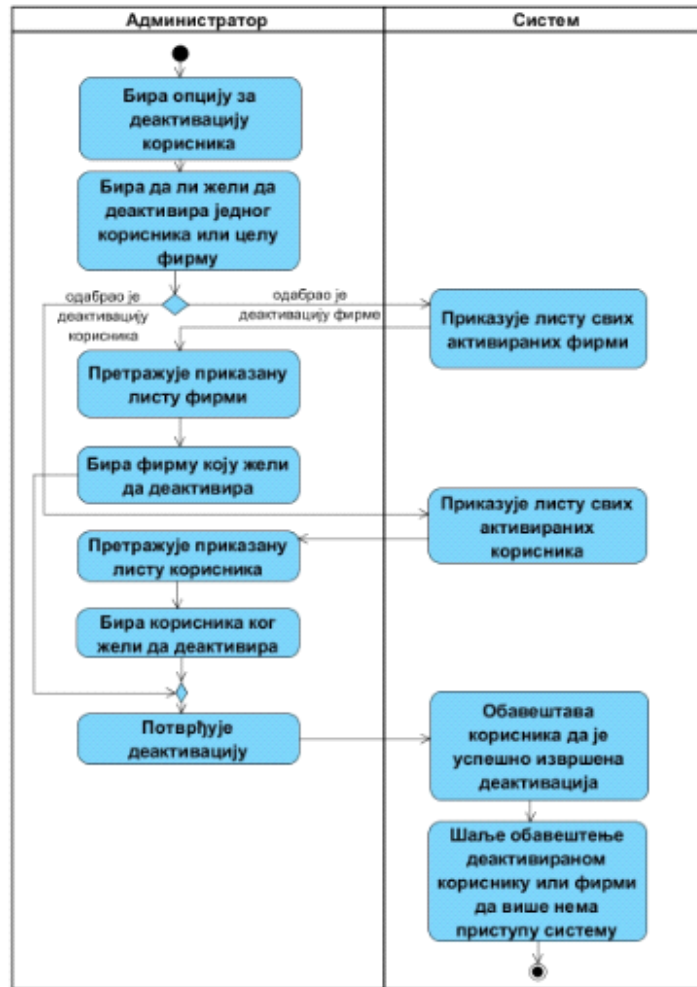 Администратор
Систем
Бира опцију за
деактивацију
корисника
Бира да ли жели да
деактивира једног
корисника или целу
фирму
одабрао је
деактивацију
корисника
одабрао је
деактивацију фирме
Приказује листу свих
активираних фирми
Претражује приказану
листу фирми
Бира фирму коју жели
да деактивира
Приказује листу свих
активираних
корисника
Претражује приказану
листу корисника
Бира корисника ког
жели да деактивира
Потврђује
деактивацију
Обавештава
корисника да је
успешно извршена
деактивација
Шаље обавештење
деактивираном
кориснику или фирми
да више нема
приступу систему